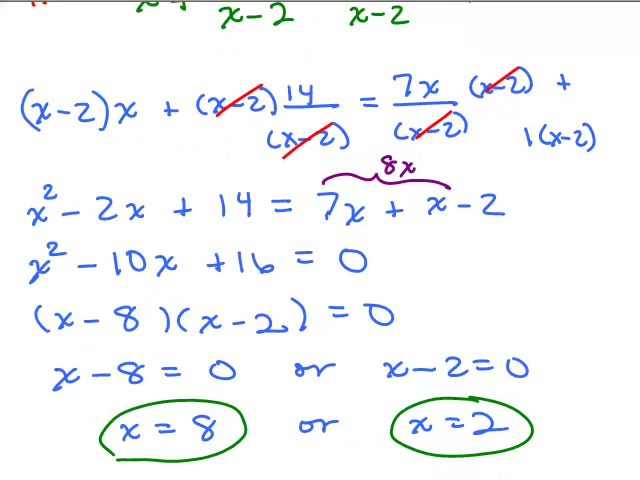 x-2 x-2
(x-2)x + (x-2) 14/(x-2) = 7x/(x-2) (x-2) + 1(x-2)
8x
x² - 2x + 14 = 7x + x - 2
x² - 10x + 16 = 0
(x - 8)(x - 2) = 0
x - 8 = 0 or x - 2 = 0
x = 8 or x = 2